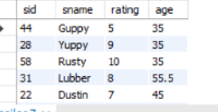 sid sname rating age
44 Guppy 5 35
28 Yuppy 9 35
58 Rusty 10 35
31 Lubber 8 55.5
22 Dustin 7 45